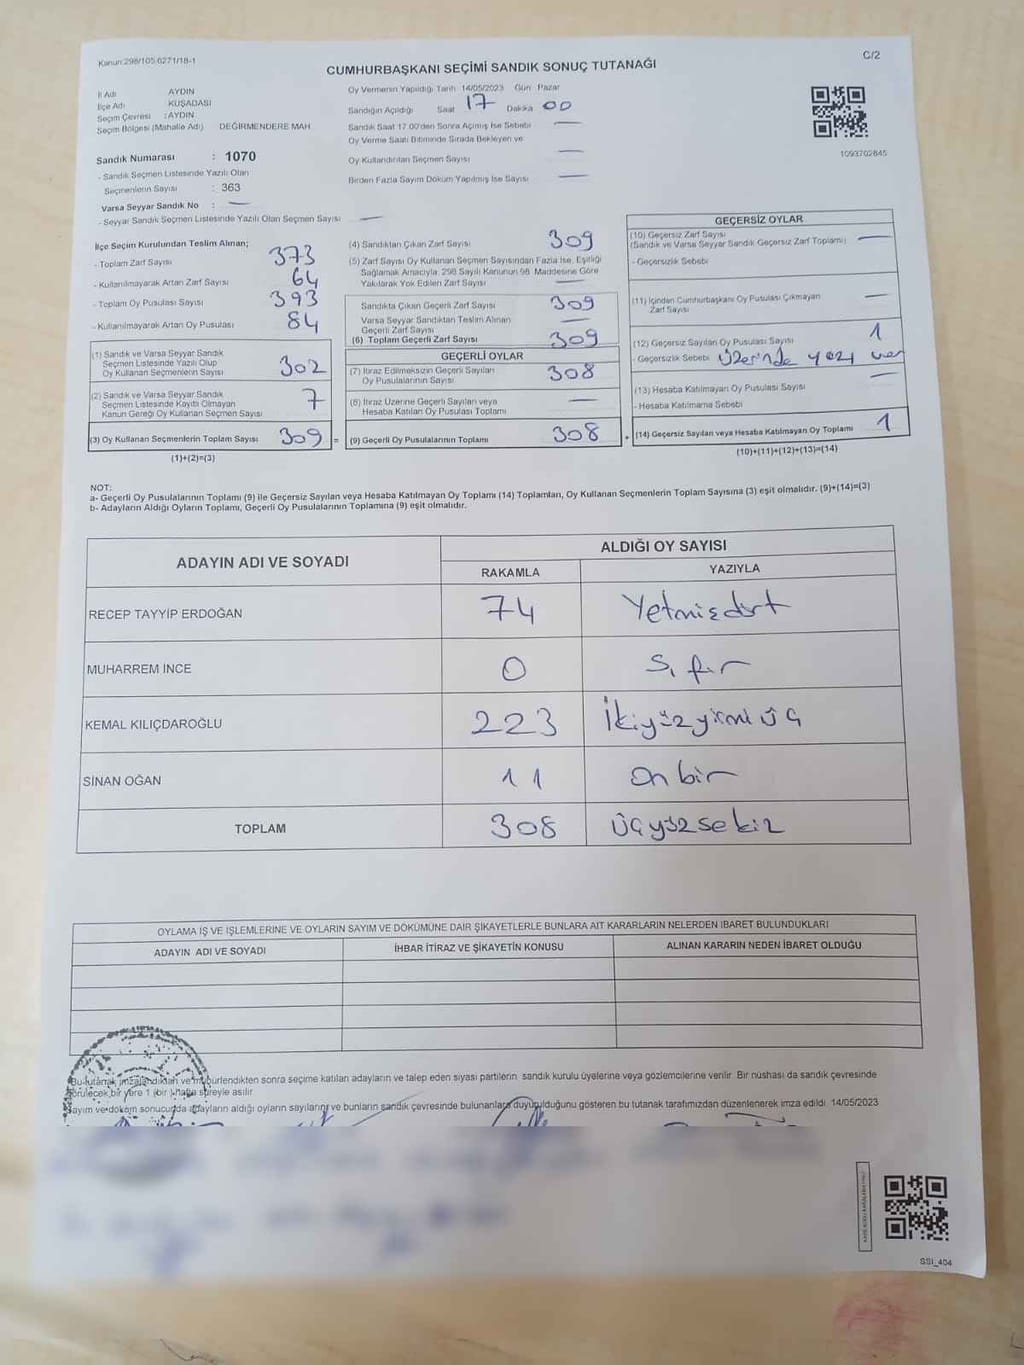 Kanun:298/105.0271/18-1
C/2
CUMHURBAŞKANI SEÇİMİ SANDIK SONUÇ TUTANAĞI
İl Adı AYDIN
İlçe Adı KUŞADASI
Seçim Çevresi :AYDIN
Seçim Bölgesi (Mahalle Adı) DEĞİRMENDERE MAH.
Sandık Numarası : 1070
- Sandık Seçmen Listesinde Yazılı Olan
Seçmenlerin Sayısı : 363
Varsa Seyyar Sandık No : —
- Seyyar Sandık Seçmen Listesinde Yazılı Olan Seçmen Sayısı —
Oy Vermenin Yapıldığı Tarih 14/05/2023 Gün Pazar
Sandığın Açıldığı Saat 17 Dakika 00
Sandık Saat 17.00'den Sonra Açılmış İse Sebebi —
Oy Verme Saati Bitiminde Sırada Bekleyen ve
Oy Kullandırılan Seçmen Sayısı —
Birden Fazla Sayım Döküm Yapılmış İse Sayısı —
1093702845
İlçe Seçim Kurulundan Teslim Alınan;
- Toplam Zarf Sayısı 373
- Kullanılmayarak Artan Zarf Sayısı 64
- Toplam Oy Pusulası Sayısı 393
- Kullanılmayarak Artan Oy Pusulası 84
(1) Sandık ve Varsa Seyyar Sandık
Seçmen Listesinde Yazılı Olup
Oy Kullanan Seçmenlerin Sayısı 302
(2) Sandık ve Varsa Seyyar Sandık
Seçmen Listesinde Kayıtlı Olmayan
Kanun Gereği Oy Kullanan Seçmen Sayısı 7
(3) Oy Kullanan Seçmenlerin Toplam Sayısı 309 =
(1)+(2)=(3)
(4) Sandıktan Çıkan Zarf Sayısı 309
(5) Zarf Sayısı Oy Kullanan Seçmen Sayısından Fazla İse, Eşitliği
Sağlamak Amacıyla 298 Sayılı Kanunun 98. Maddesine Göre
Yakılarak Yok Edilen Zarf Sayısı —
Sandıkta Çıkan Geçerli Zarf Sayısı 309
Varsa Seyyar Sandıktan Teslim Alınan
Geçerli Zarf Sayısı —
(6) Toplam Geçerli Zarf Sayısı 309
GEÇERLİ OYLAR
(7) İtiraz Edilmeksizin Geçerli Sayılan
Oy Pusulalarının Sayısı 308
(8) İtiraz Üzerine Geçerli Sayılan veya
Hesaba Katılan Oy Pusulası Toplamı —
(9) Geçerli Oy Pusulalarının Toplamı 308 +
GEÇERSİZ OYLAR
(10) Geçersiz Zarf Sayısı
(Sandık ve Varsa Seyyar Sandık Geçersiz Zarf Toplamı) —
- Geçersizlik Sebebi
(11) İçinden Cumhurbaşkanı Oy Pusulası Çıkmayan
Zarf Sayısı —
(12) Geçersiz Sayılan Oy Pusulası Sayısı 1
- Geçersizlik Sebebi Üzerinde yazı var
(13) Hesaba Katılmayan Oy Pusulası Sayısı —
- Hesaba Katılmama Sebebi
(14) Geçersiz Sayılan veya Hesaba Katılmayan Oy Toplamı 1
(10)+(11)+(12)+(13)=(14)
NOT:
a- Geçerli Oy Pusulalarının Toplamı (9) ile Geçersiz Sayılan veya Hesaba Katılmayan Oy Toplamı (14) Toplamları, Oy Kullanan Seçmenlerin Toplam Sayısına (3) eşit olmalıdır. (9)+(14)=(3)
b- Adayların Aldığı Oyların Toplamı, Geçerli Oy Pusulalarının Toplamına (9) eşit olmalıdır.
ADAYIN ADI VE SOYADI ALDIĞI OY SAYISI
RAKAMLA YAZIYLA
RECEP TAYYİP ERDOĞAN 74 Yetmişdört
MUHARREM İNCE 0 Sıfır
KEMAL KILIÇDAROĞLU 223 İkiyüzyirmi üç
SİNAN OĞAN 11 On bir
TOPLAM 308 üçyüzsekiz
OYLAMA İŞ VE İŞLEMLERİNE VE OYLARIN SAYIM VE DÖKÜMÜNE DAİR ŞİKAYETLERLE BUNLARA AİT KARARLARIN NELERDEN İBARET BULUNDUKLARI
ADAYIN ADI VE SOYADI İHBAR İTİRAZ VE ŞİKAYETİN KONUSU ALINAN KARARIN NEDEN İBARET OLDUĞU
Bu tutanak imzalandıktan ve mühürlendikten sonra seçime katılan adayların ve talep eden siyasi partilerin sandık kurulu üyelerine veya gözlemcilerine verilir. Bir nüshası da sandık çevresinde
görülecek bir yere 1 (bir) hafta süreyle asılır
Sayım ve döküm sonucunda adayların aldığı oyların sayılarını ve bunların sandık çevresinde bulunanlara duyurulduğunu gösteren bu tutanak tarafımızdan düzenlenerek imza edildi. 14/05/2023
SSI_404